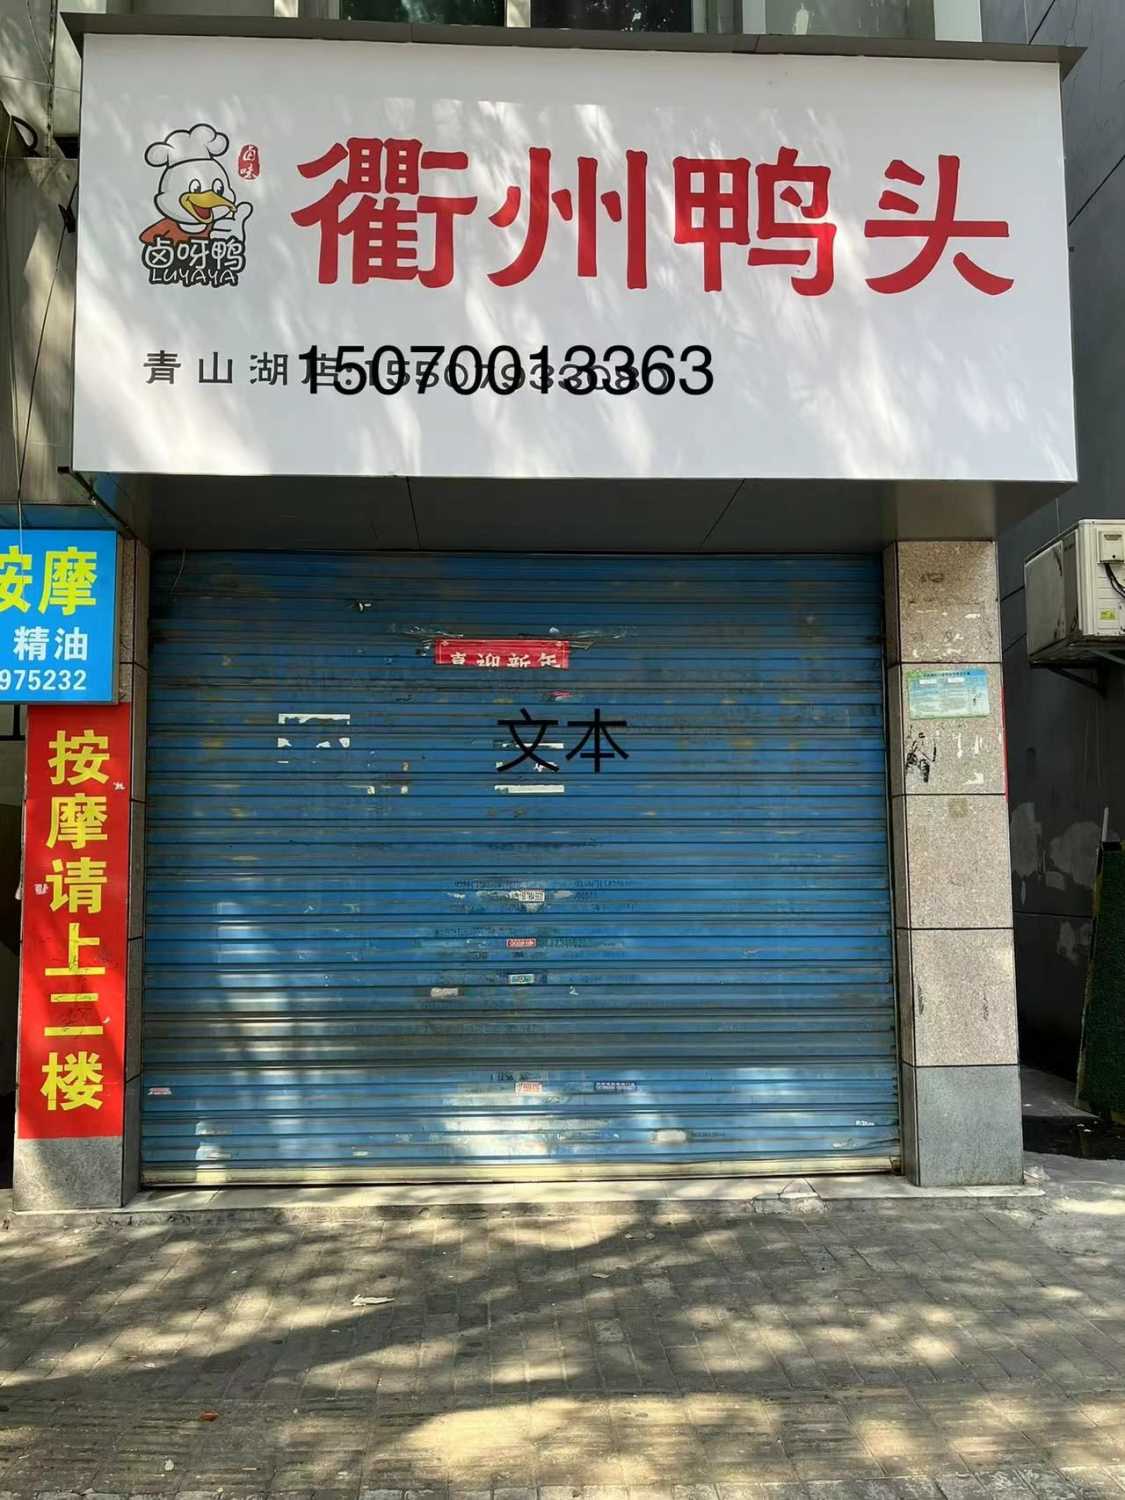 卤味
衢州鸭头
卤呀鸭
LUYAYA
青山湖店
15070013363
喜迎新年
文本
按摩
精油
975232
按摩请上二楼